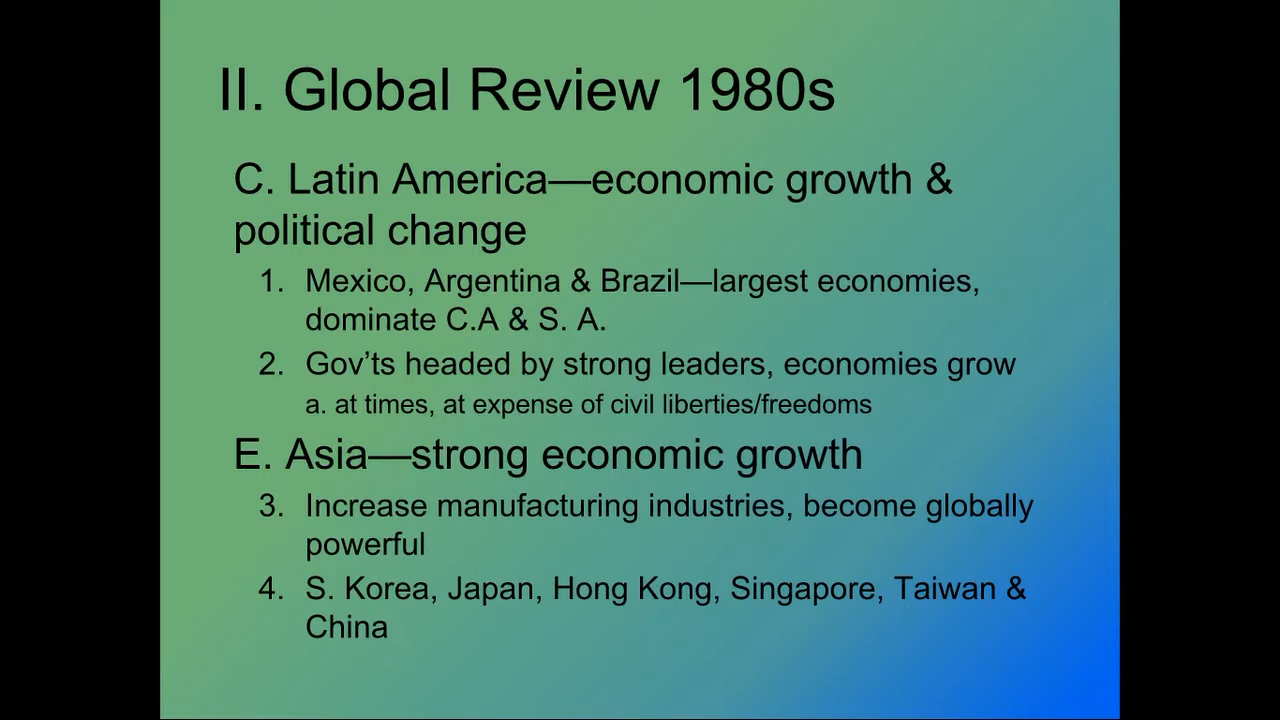 II. Global Review 1980s
C. Latin America—economic growth &
political change
1. Mexico, Argentina & Brazil—largest economies,
dominate C.A & S. A.
2. Gov’ts headed by strong leaders, economies grow
a. at times, at expense of civil liberties/freedoms
E. Asia—strong economic growth
3. Increase manufacturing industries, become globally
powerful
4. S. Korea, Japan, Hong Kong, Singapore, Taiwan &
China